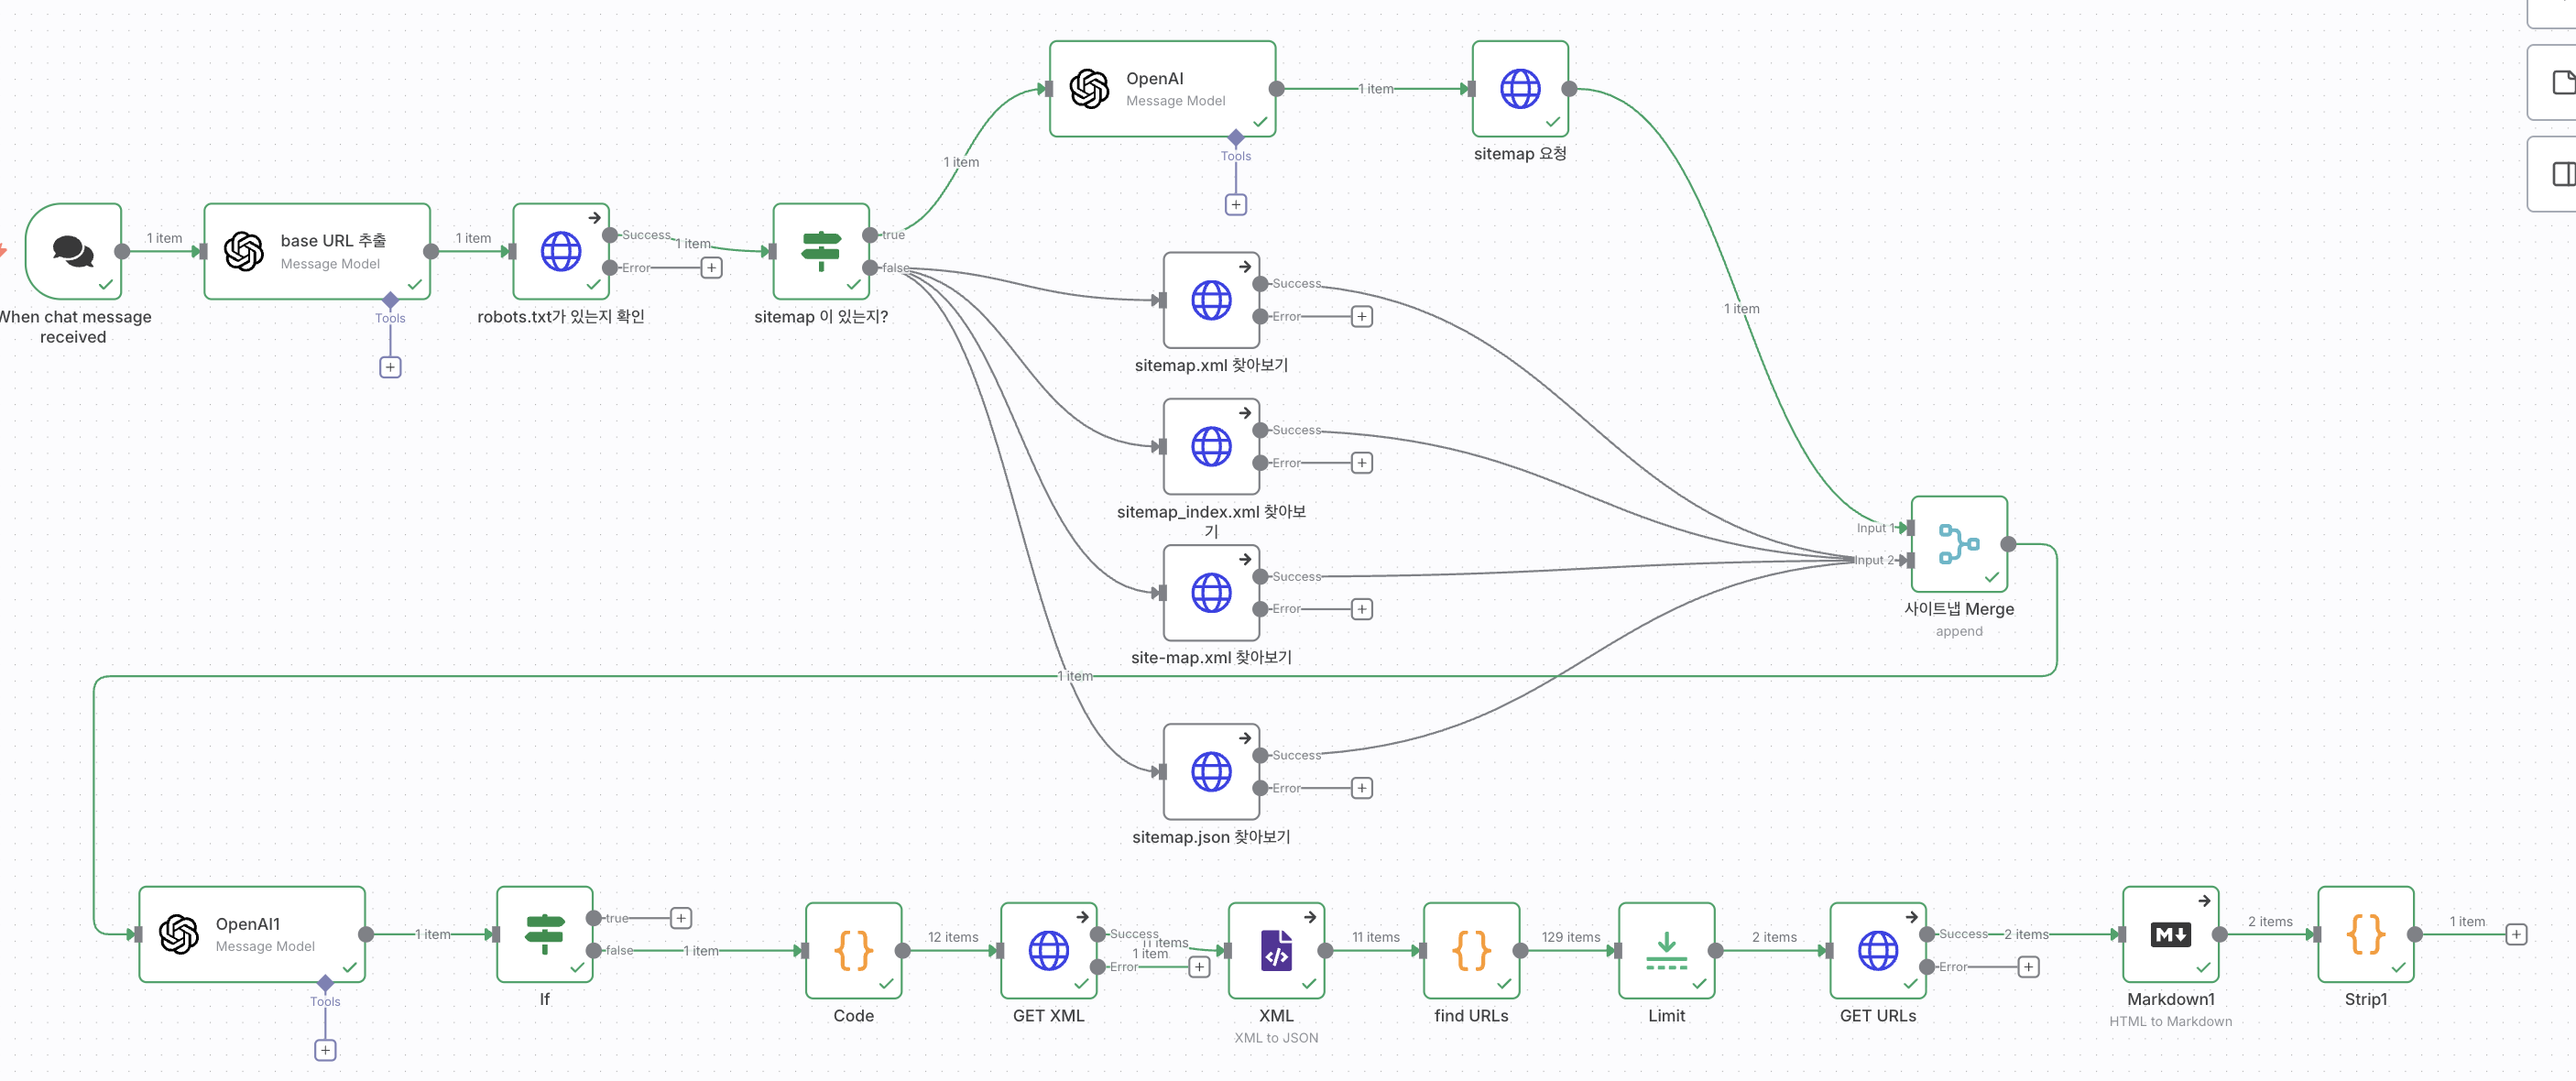 OpenAI
Message Model
1 item
Tools
sitemap 요청
1 item
1 item
When chat message
received
1 item
base URL 추출
Message Model
Tools
1 item
Success
Error
robots.txt가 있는지 확인
1 item
true
false
sitemap 이 있는지?
Success
Error
sitemap.xml 찾아보기
Success
Error
sitemap_index.xml 찾아보
기
Success
Error
site-map.xml 찾아보기
Success
Error
sitemap.json 찾아보기
Input 1
Input 2
사이트냅 Merge
append
1 item
OpenAI1
Message Model
Tools
1 item
true
false
If
1 item
Code
12 items
Success
Error
GET XML
11 items
1 item
XML
XML to JSON
11 items
find URLs
129 items
Limit
2 items
Success
Error
GET URLs
2 items
M
Markdown1
HTML to Markdown
2 items
Strip1
1 item